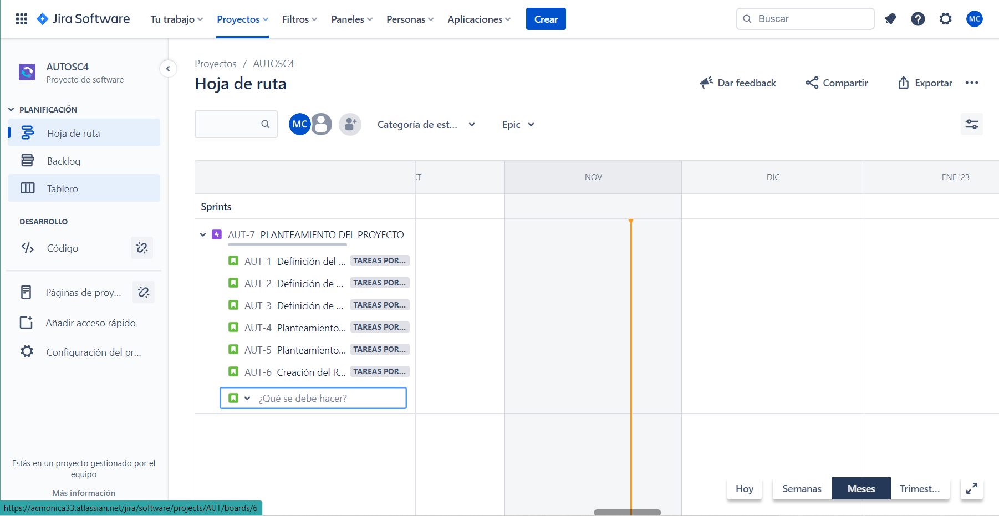 Jira Software
Tu trabajo
Proyectos
Filtros
Paneles
Personas
Aplicaciones
Crear
Buscar
MC
AUTOSC4
Proyecto de software
PLANIFICACIÓN
Hoja de ruta
Backlog
Tablero
DESARROLLO
Código
Páginas de proy...
Añadir acceso rápido
Configuración del pr...
Estás en un proyecto gestionado por el
equipo
Más información
https://acmonica33.atlassian.net/jira/software/projects/AUT/boards/6
Proyectos / AUTOSC4
Hoja de ruta
Dar feedback
Compartir
Exportar
MC
Categoría de est...
Epic
NOV
DIC
ENE '23
Sprints
AUT-7 PLANTEAMIENTO DEL PROYECTO
AUT-1 Definición del ... TAREAS POR...
AUT-2 Definición de ... TAREAS POR...
AUT-3 Definición de ... TAREAS POR...
AUT-4 Planteamiento... TAREAS POR...
AUT-5 Planteamiento... TAREAS POR...
AUT-6 Creación del R... TAREAS POR...
¿Qué se debe hacer?
Hoy
Semanas
Meses
Trimest...